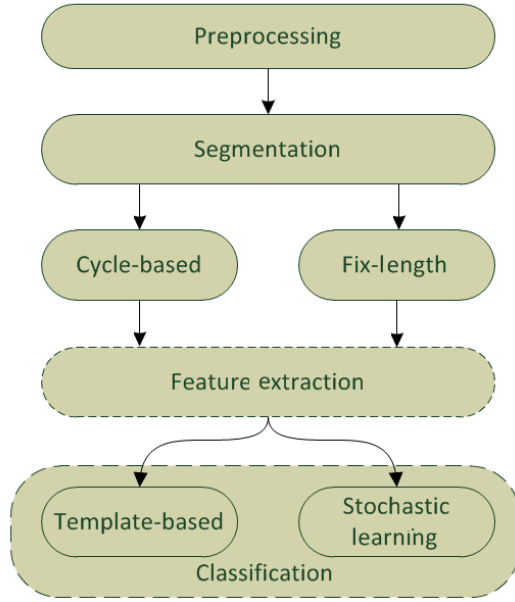 Preprocessing
Segmentation
Cycle-based
Fix-length
Feature extraction
Template-based
Stochastic
learning
Classification